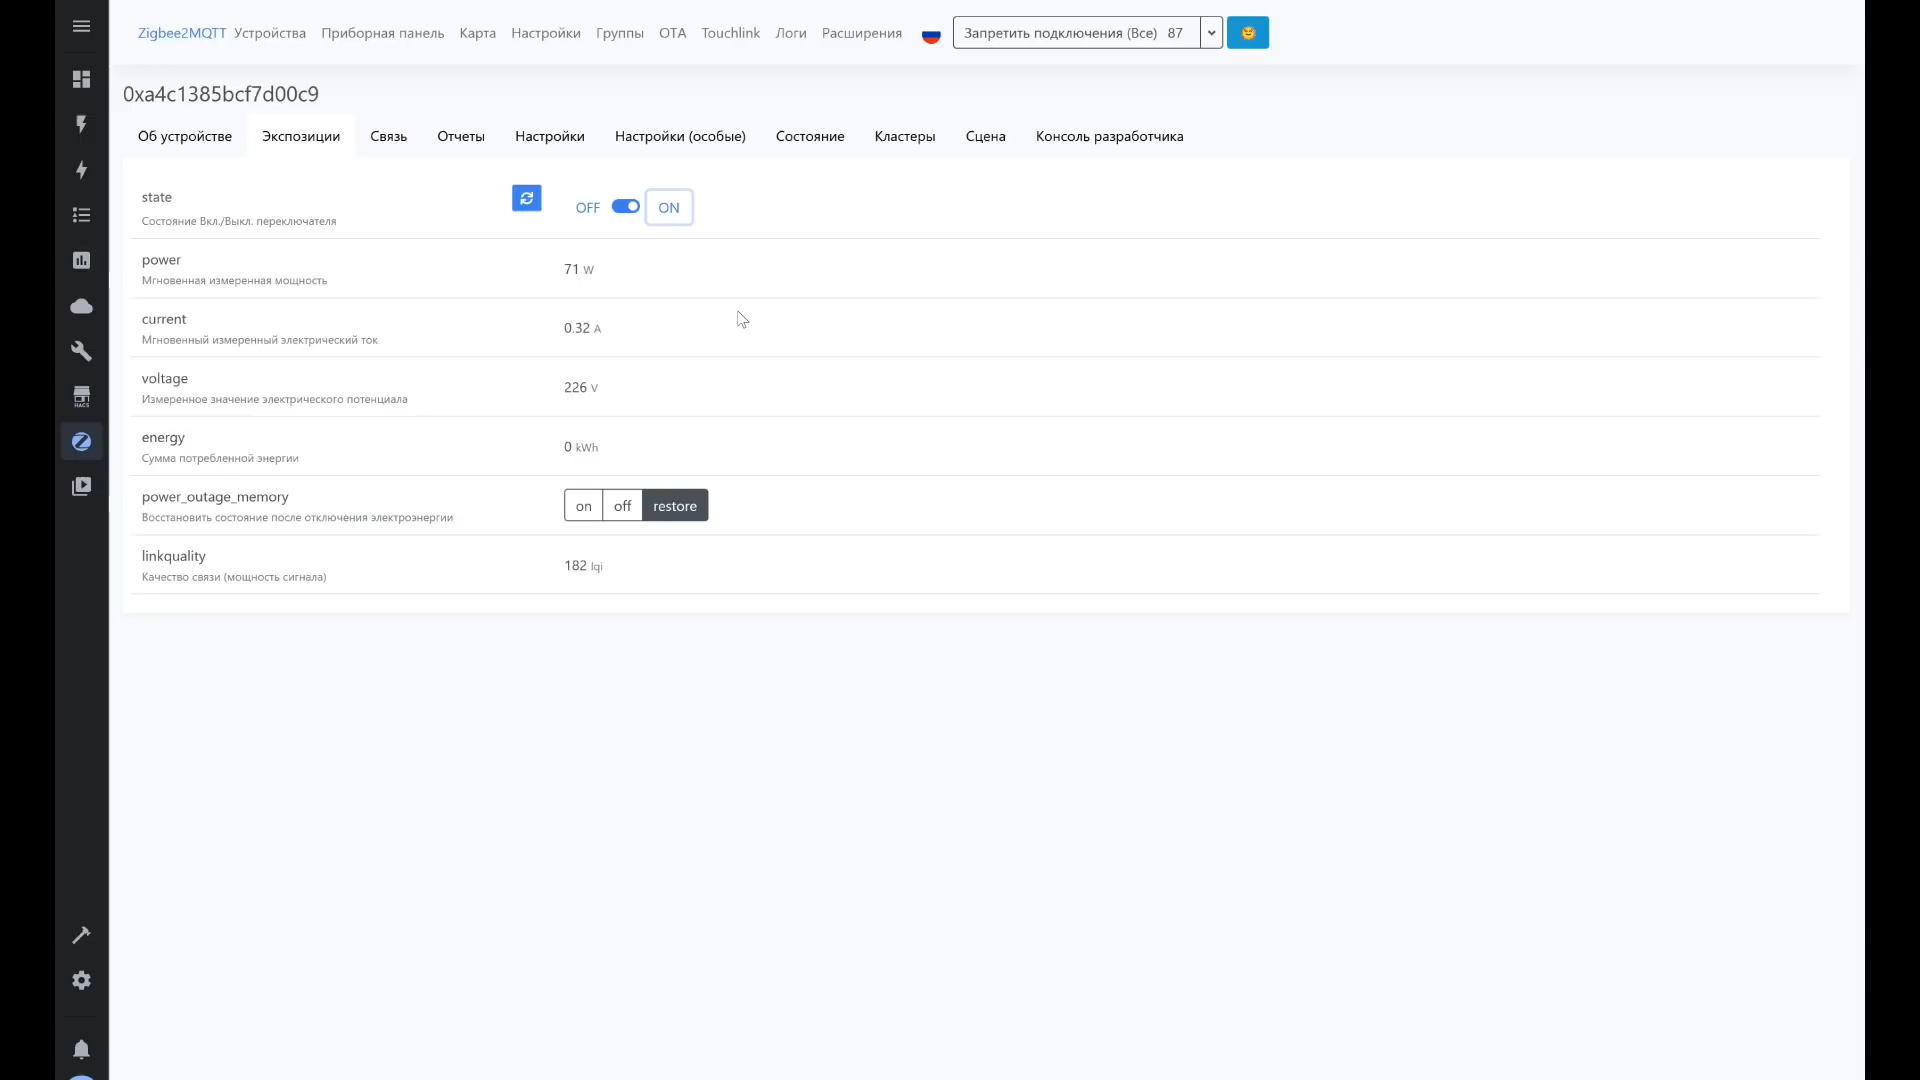 Zigbee2MQTT Устройства Приборная панель Карта Настройки Группы OTA Touchlink Логи Расширения Запретить подключения (Все) 87
0xa4c1385bcf7d00c9
Об устройстве Экспозиции Связь Отчеты Настройки Настройки (особые) Состояние Кластеры Сцена Консоль разработчика
state
OFF ON
Состояние Вкл./Выкл. переключателя
power
71 W
Мгновенная измеренная мощность
current
0.32 A
Мгновенный измеренный электрический ток
voltage
226 V
Измеренное значение электрического потенциала
HACS
energy
0 kWh
Сумма потребленной энергии
power_outage_memory
on off restore
Восстановить состояние после отключения электроэнергии
linkquality
182 lqi
Качество связи (мощность сигнала)